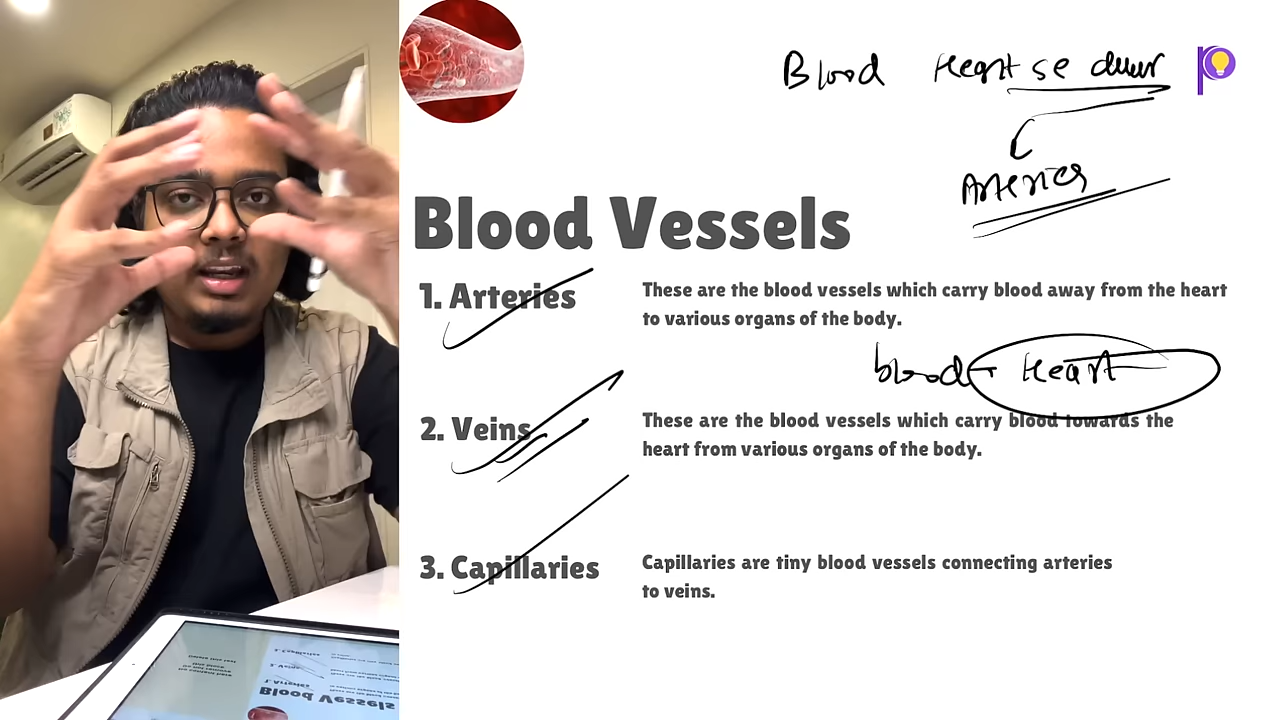 Blood Heart se duur
Arteries
Blood Vessels
1. Arteries
These are the blood vessels which carry blood away from the heart
to various organs of the body.
blood → Heart
2. Veins
These are the blood vessels which carry blood towards the
heart from various organs of the body.
3. Capillaries
Capillaries are tiny blood vessels connecting arteries
to veins.
Blood Vessels